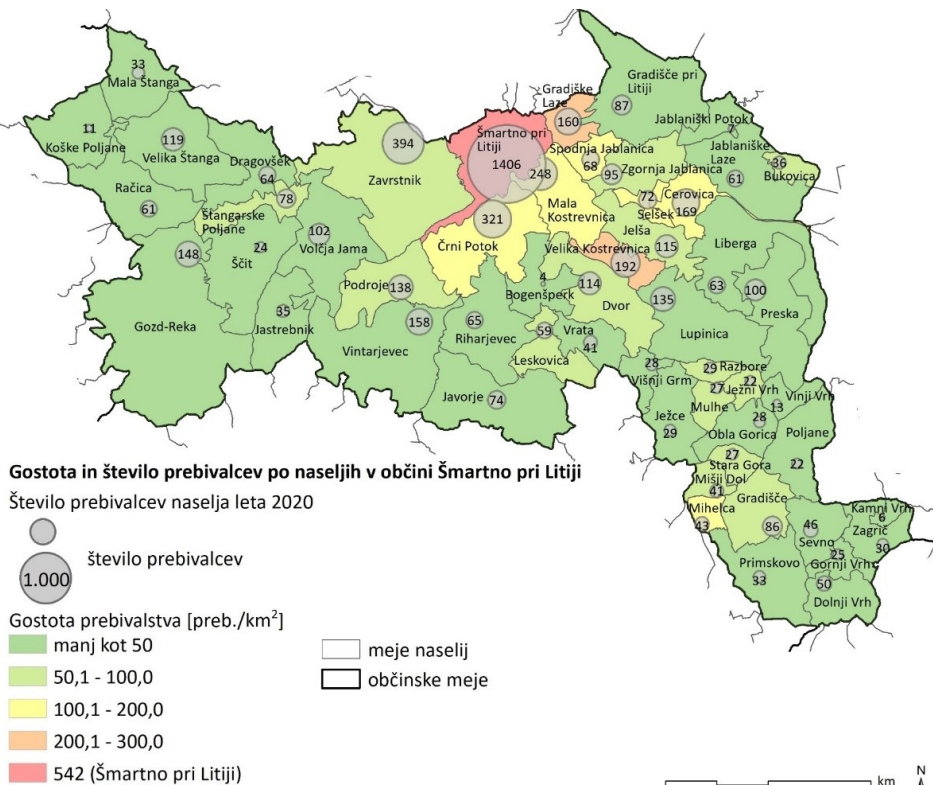 33
Mala Štanga
11
Koške Poljane
119
Velika Štanga
Dragovšek
64
Račica
61
78
Štangarske
Poljane
148
24
Ščit
102
Volčja Jama
394
Zavrstnik
Gozd-Reka
35
Jastrebnik
Podroje
138
158
Vintarjevec
Šmartno pri
Litiji
1406
248
321
Črni Potok
Mala
Kostrevnica
Gradiške
Laze
160
Gradišče pri
Litiji
87
Spodnja Jablanica
68
95
Zgornja Jablanica
Jablaniški Potok
7
Jablaniške
Laze
61
36
Bukovica
72
Selšek
Cerovica
169
Jelša
115
Velika Kostrevnica
192
Liberga
63
100
Preska
4
Bogenšperk
114
Dvor
135
Lupinica
65
Riharjevec
59
Leskovica
Vrata
41
Javorje
74
28
Višnji Grm
29
Razbore
27
Mulhe
22
Ježni Vrh
13
Vinji Vrh
Ježce
29
28
Obla Gorica
Poljane
22
27
Stara Gora
Mišji Dol
41
Gradišče
86
Mihelca
43
Primskovo
33
46
Sevno
Kamni Vrh
6
Zagrič
30
25
Gornji Vrh
50
Dolnji Vrh
Gostota in število prebivalcev po naseljih v občini Šmartno pri Litiji
Število prebivalcev naselja leta 2020
število prebivalcev
1.000
Gostota prebivalstva [preb./km²]
manj kot 50
50,1 - 100,0
100,1 - 200,0
200,1 - 300,0
542 (Šmartno pri Litiji)
meje naselij
občinske meje
km
N